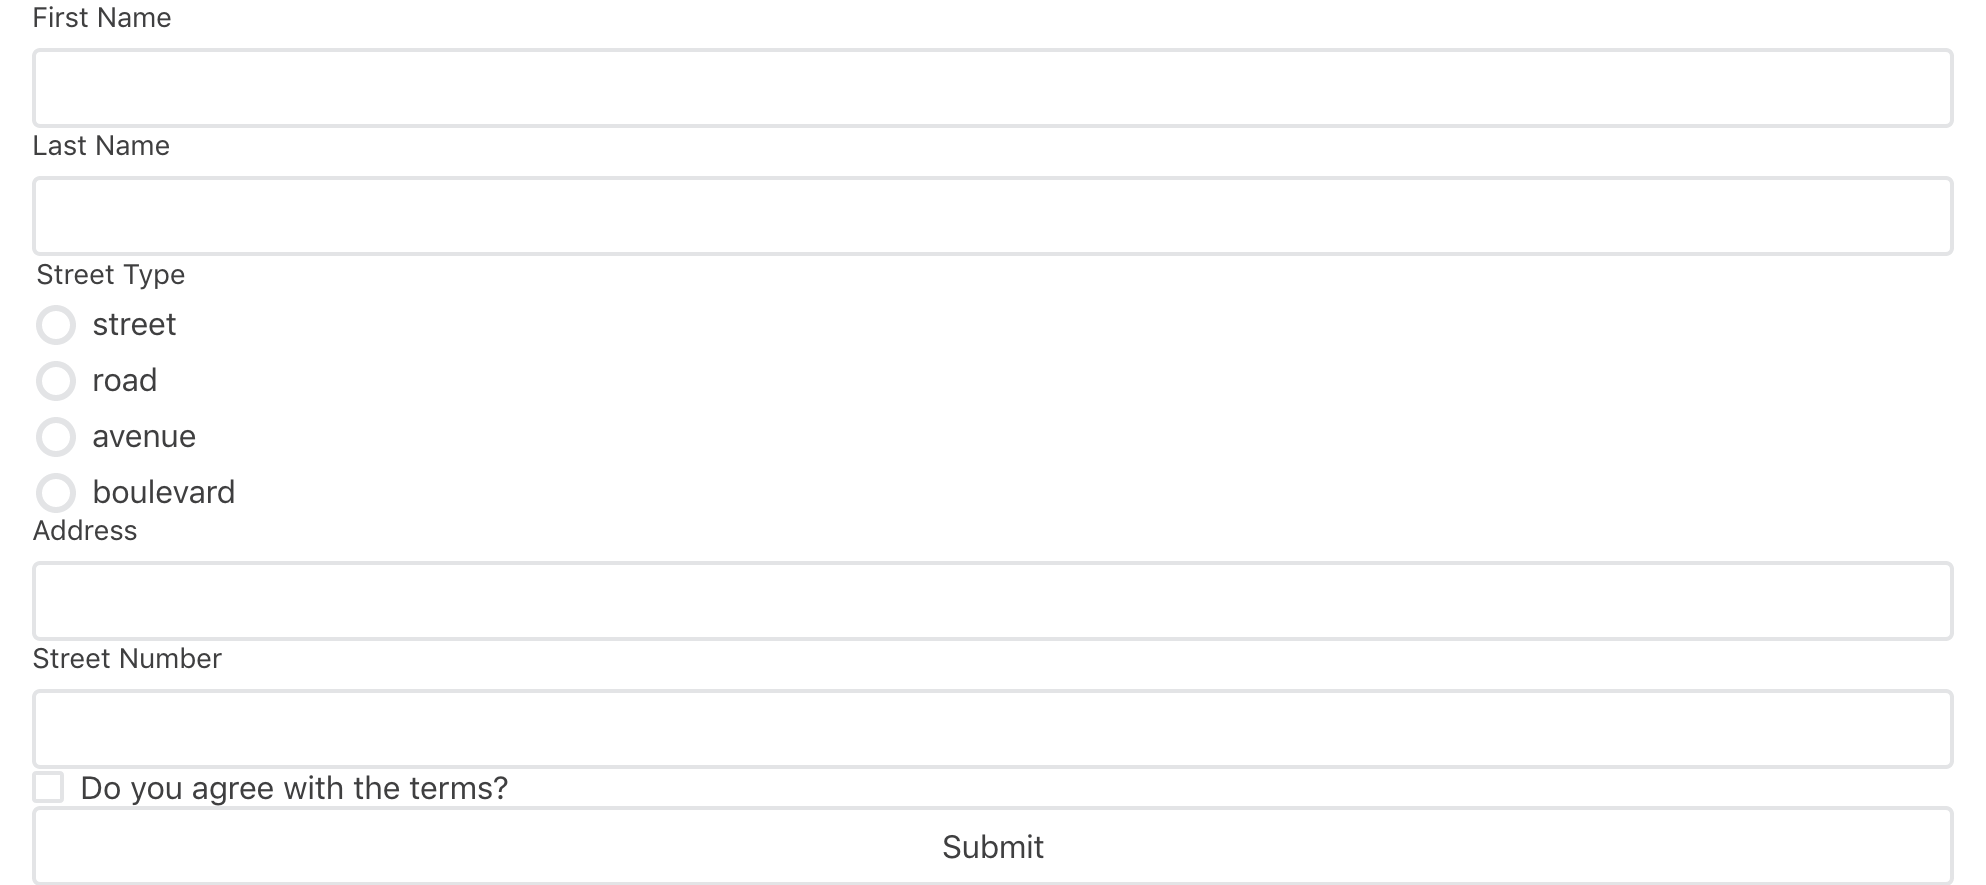 First Name
Last Name
Street Type
street
road
avenue
boulevard
Address
Street Number
Do you agree with the terms?
Submit